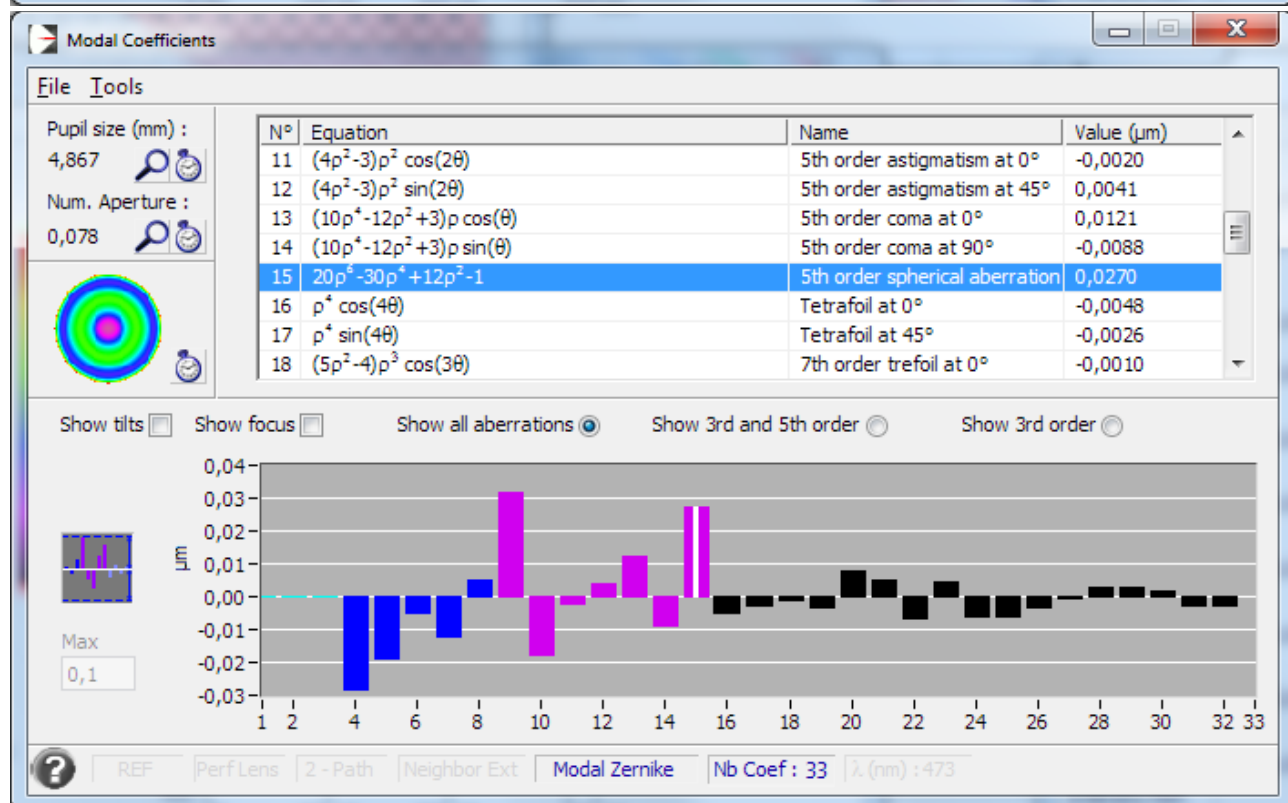 Modal Coefficients
File Tools
Pupil size (mm) :
4,867
Num. Aperture :
0,078
N° Equation Name Value (µm)
11 (4ρ²-3)ρ² cos(2θ) 5th order astigmatism at 0° -0,0020
12 (4ρ²-3)ρ² sin(2θ) 5th order astigmatism at 45° 0,0041
13 (10ρ⁴-12ρ²+3)ρ cos(θ) 5th order coma at 0° 0,0121
14 (10ρ⁴-12ρ²+3)ρ sin(θ) 5th order coma at 90° -0,0088
15 20ρ⁶-30ρ⁴+12ρ²-1 5th order spherical aberration 0,0270
16 ρ⁴ cos(4θ) Tetrafoil at 0° -0,0048
17 ρ⁴ sin(4θ) Tetrafoil at 45° -0,0026
18 (5ρ²-4)ρ³ cos(3θ) 7th order trefoil at 0° -0,0010
Show tilts Show focus Show all aberrations Show 3rd and 5th order Show 3rd order
0,04
0,03
0,02
0,01
0,00
-0,01
-0,02
-0,03
µm
Max
0,1
1 2 4 6 8 10 12 14 16 18 20 22 24 26 28 30 32 33
? REF Perf Lens 2 - Path Neighbor Ext Modal Zernike Nb Coef : 33 λ (nm) : 473